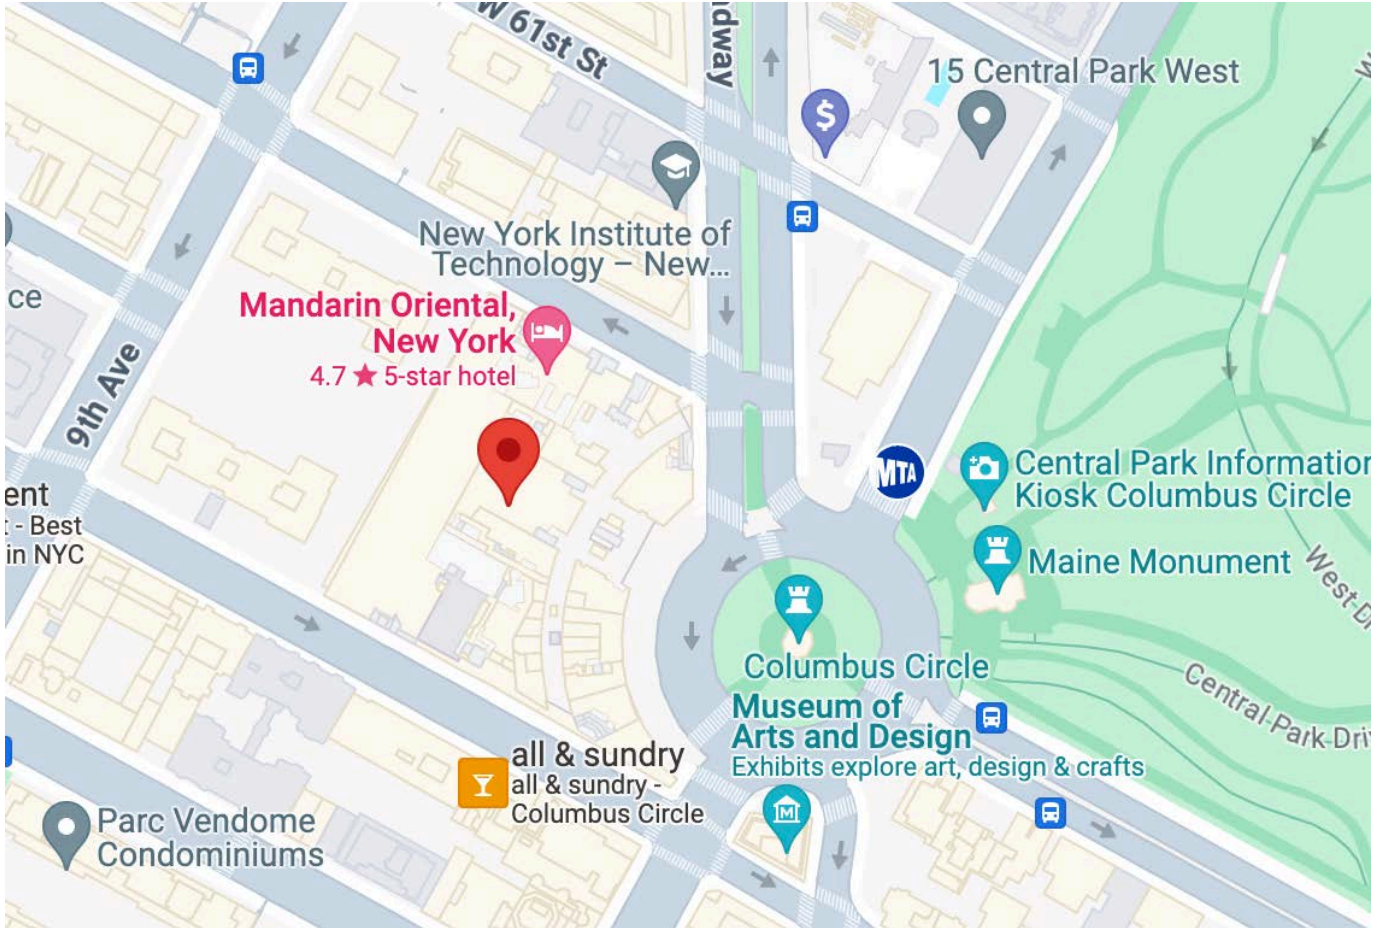 W 61st St
dway
15 Central Park West
$
New York Institute of
Technology – New...
ce
Mandarin Oriental,
New York
4.7 ★ 5-star hotel
9th Ave
MTA
Central Park Information
Kiosk Columbus Circle
ent
t - Best
in NYC
Maine Monument
West D
Columbus Circle
Central Park Dri
Museum of
Arts and Design
Exhibits explore art, design & crafts
M
all & sundry
all & sundry -
Columbus Circle
Parc Vendome
Condominiums